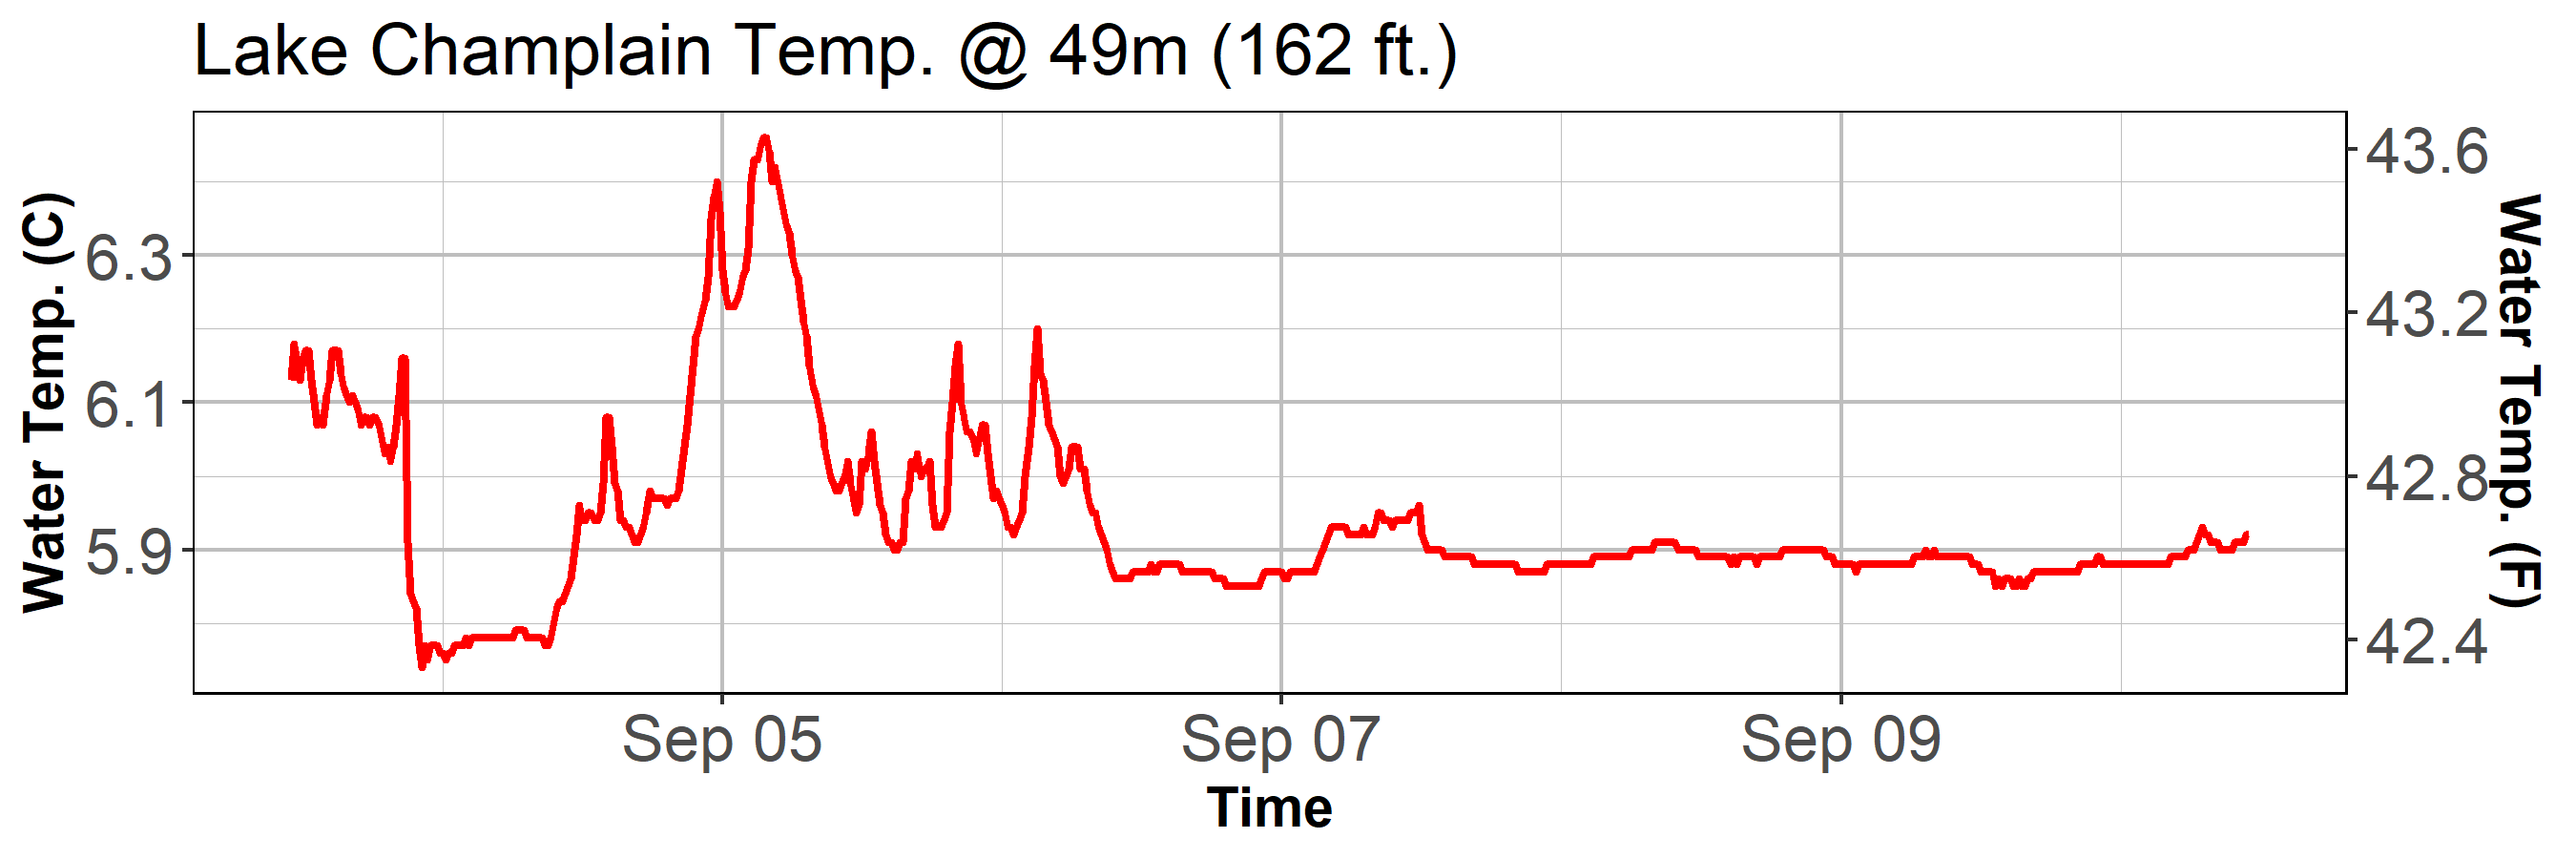 Lake Champlain Temp. @ 49m (162 ft.)
Water Temp. (C)
6.3
6.1
5.9
43.6
43.2
42.8
42.4
Water Temp. (F)
Sep 05 Sep 07 Sep 09
Time